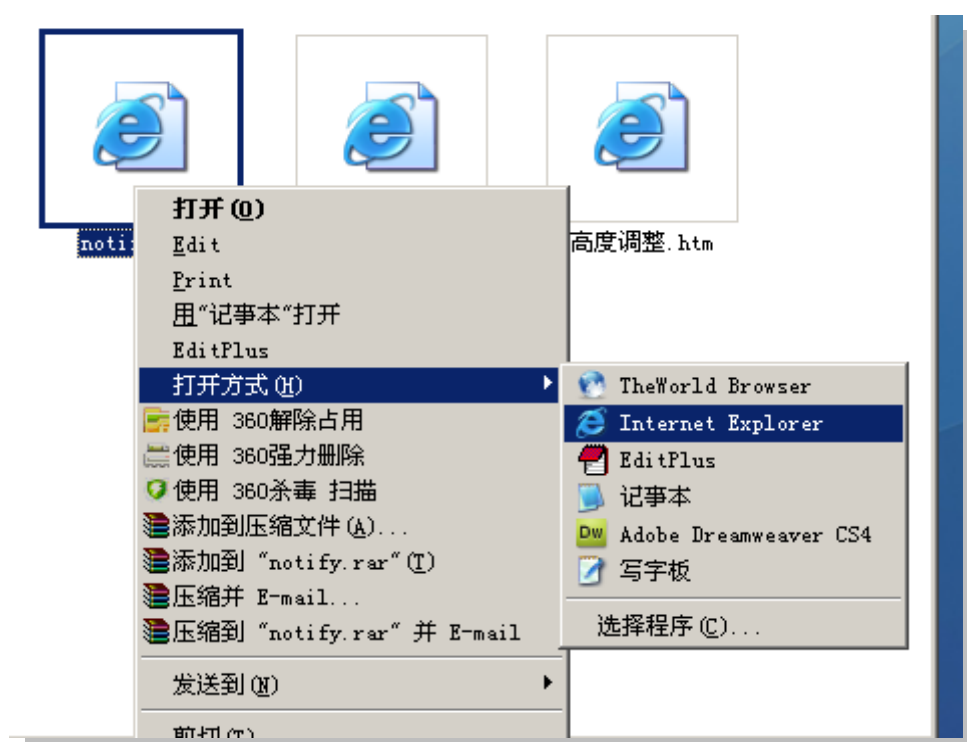 打开(O)
noti
高度调整.htm
Edit
Print
用“记事本”打开
EditPlus
打开方式(H)
使用 360解除占用
使用 360强力删除
使用 360杀毒 扫描
添加到压缩文件(A)...
添加到 "notify.rar"(T)
压缩并 E-mail...
压缩到 "notify.rar" 并 E-mail
发送到(N)
剪切(T)
TheWorld Browser
Internet Explorer
EditPlus
记事本
Dw Adobe Dreamweaver CS4
写字板
选择程序(C)...